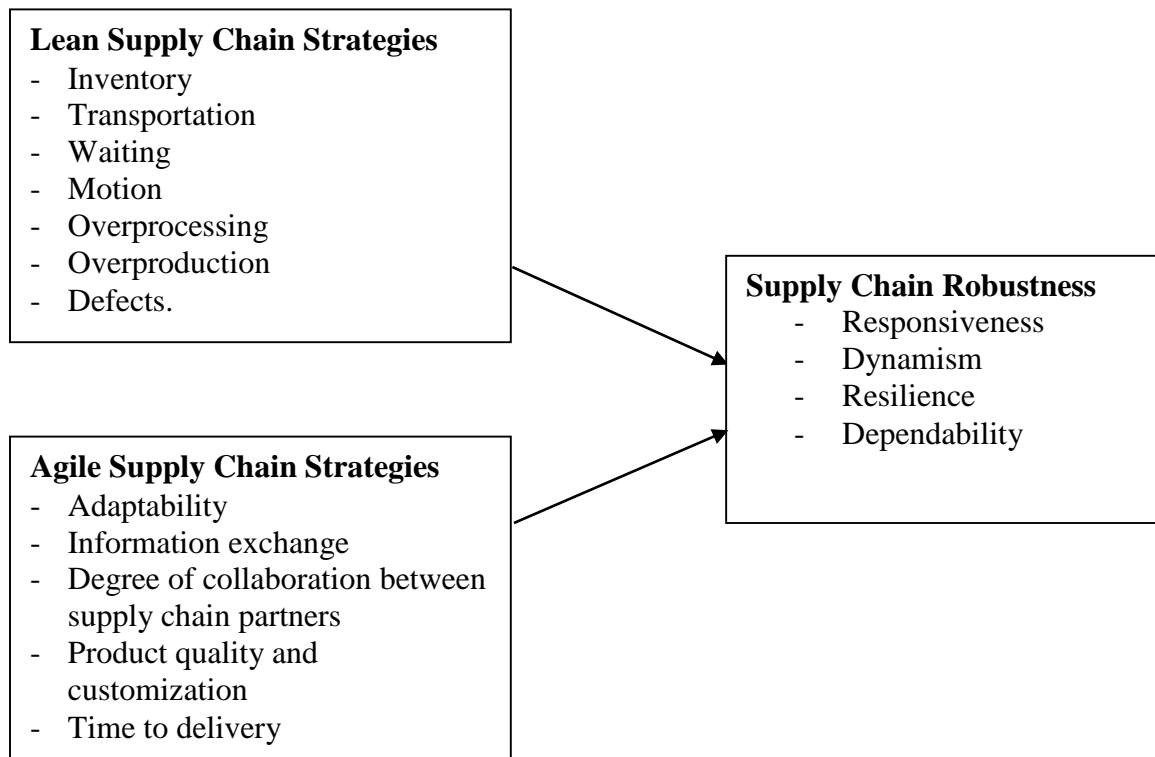 Lean Supply Chain Strategies
- Inventory
- Transportation
- Waiting
- Motion
- Overprocessing
- Overproduction
- Defects.
Supply Chain Robustness
- Responsiveness
- Dynamism
- Resilience
- Dependability
Agile Supply Chain Strategies
- Adaptability
- Information exchange
- Degree of collaboration between
supply chain partners
- Product quality and
customization
- Time to delivery